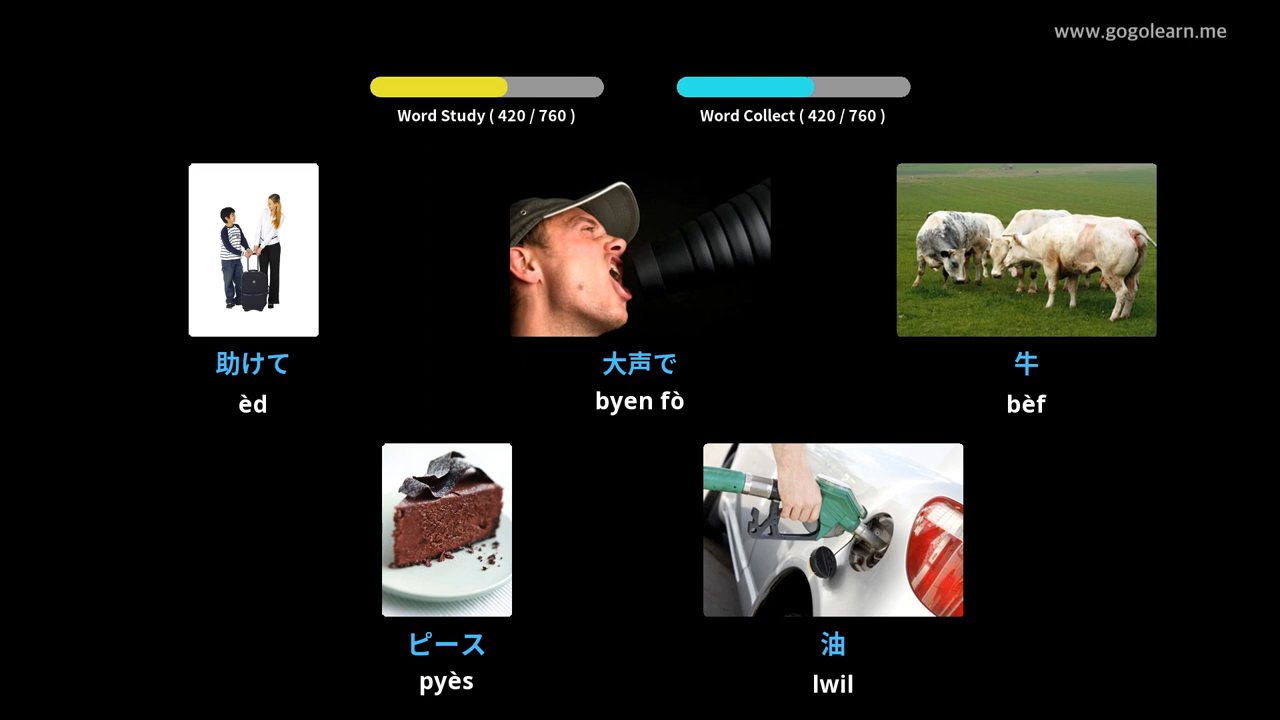 www.gogolearn.me
Word Study ( 420 / 760 )
Word Collect ( 420 / 760 )
助けて
èd
大声で
byen fò
牛
bèf
ピース
pyès
油
lwil